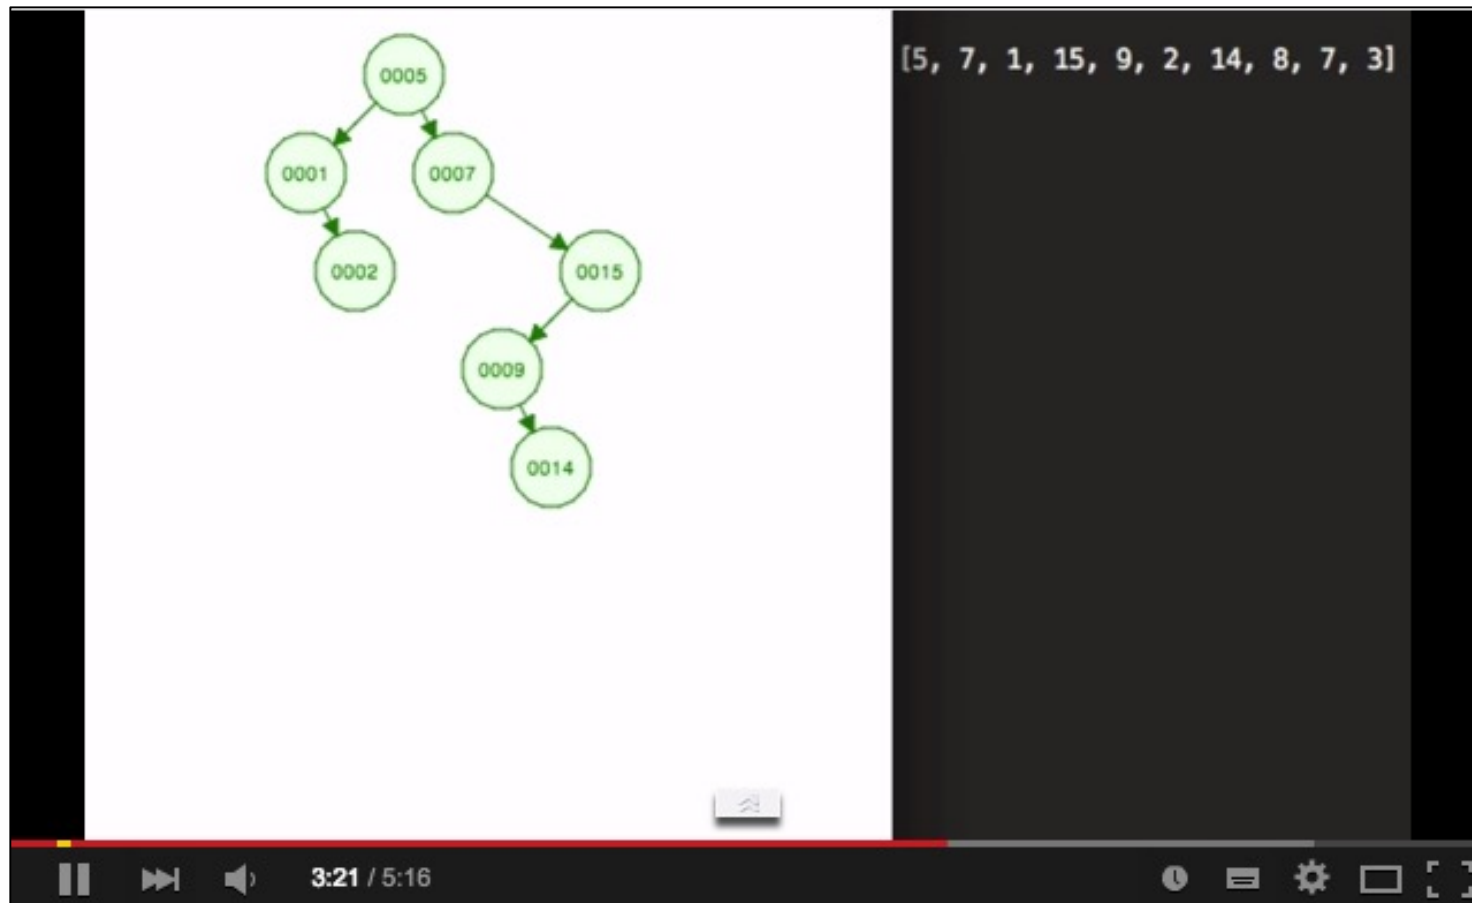 0005
[5, 7, 1, 15, 9, 2, 14, 8, 7, 3]
0001 0007
0002 0015
0009
0014
3:21 / 5:16